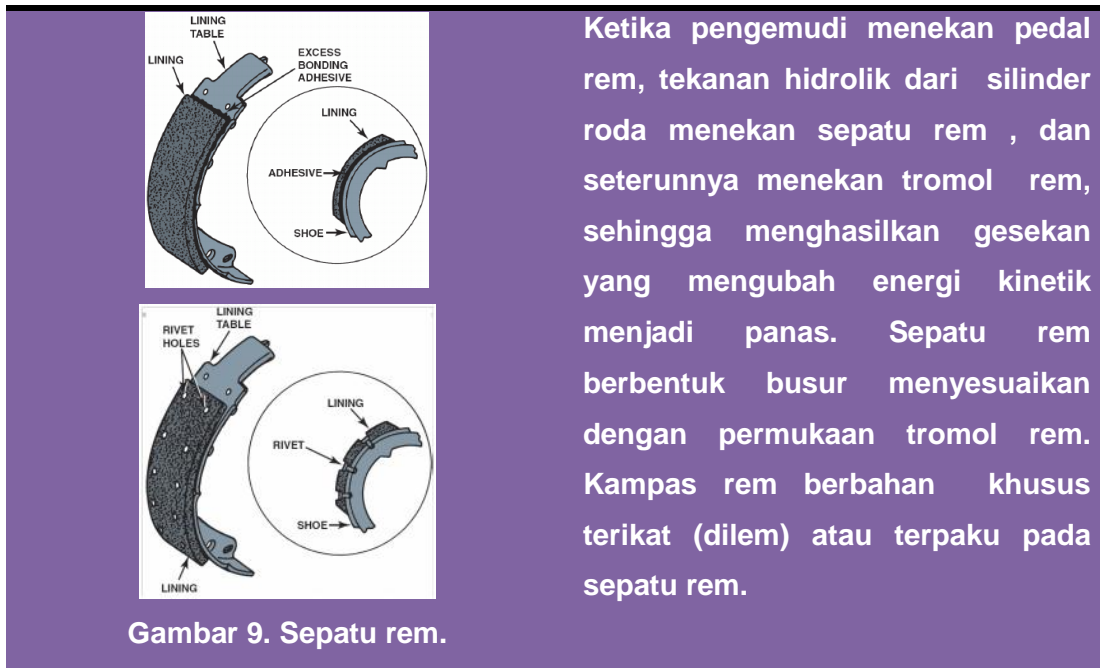 LINING
TABLE
LINING
EXCESS
BONDING
ADHESIVE
LINING
ADHESIVE
SHOE
RIVET
HOLES
LINING
TABLE
LINING
RIVET
SHOE
LINING
Gambar 9. Sepatu rem.
Ketika pengemudi menekan pedal
rem, tekanan hidrolik dari silinder
roda menekan sepatu rem , dan
seterunnya menekan tromol rem,
sehingga menghasilkan gesekan
yang mengubah energi kinetik
menjadi panas. Sepatu rem
berbentuk busur menyesuaikan
dengan permukaan tromol rem.
Kampas rem berbahan khusus
terikat (dilem) atau terpaku pada
sepatu rem.